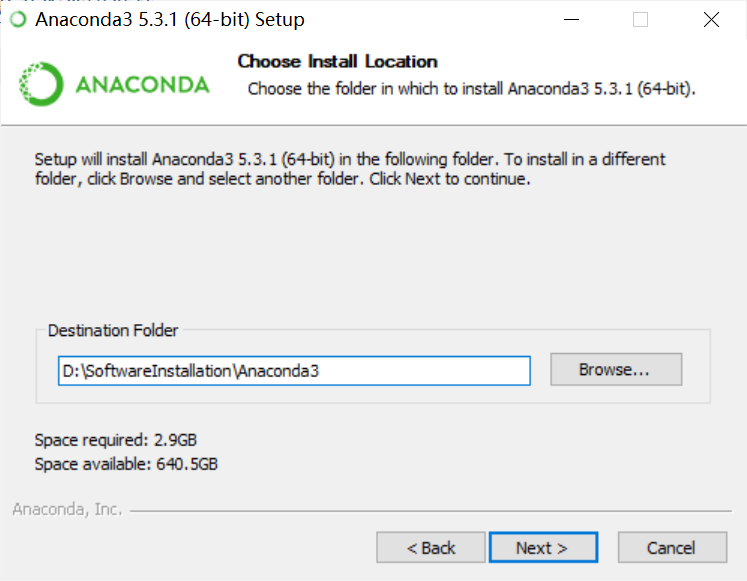 Anaconda3 5.3.1 (64-bit) Setup
ANACONDA
Choose Install Location
Choose the folder in which to install Anaconda3 5.3.1 (64-bit).
Setup will install Anaconda3 5.3.1 (64-bit) in the following folder. To install in a different
folder, click Browse and select another folder. Click Next to continue.
Destination Folder
D:\SoftwareInstallation\Anaconda3
Browse...
Space required: 2.9GB
Space available: 640.5GB
Anaconda, Inc.
< Back
Next >
Cancel